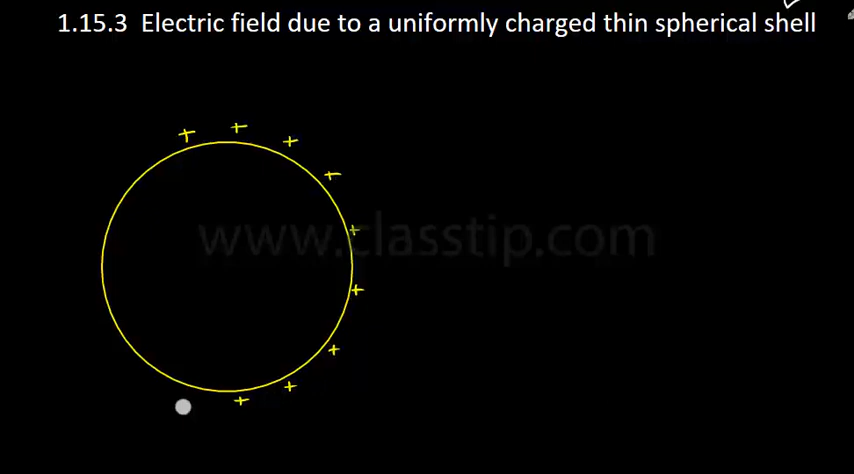 1.15.3 Electric field due to a uniformly charged thin spherical shell
+ + + + + + + + +
www.classtip.com